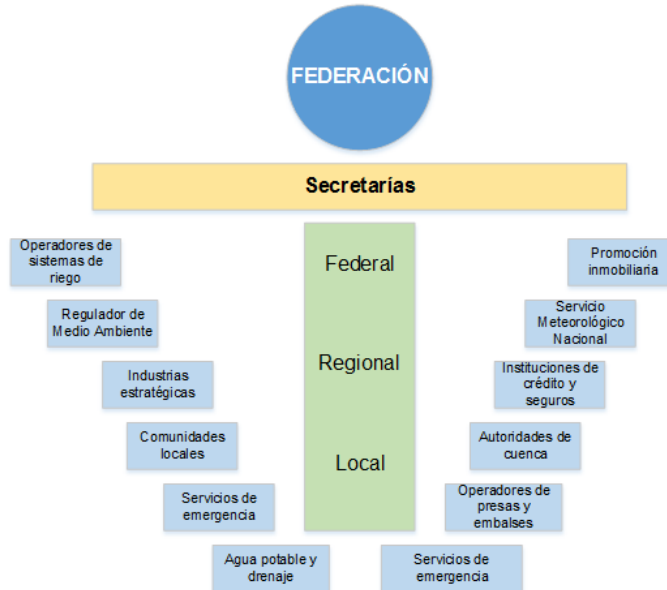 FEDERACIÓN
Secretarías
Federal
Regional
Local
Operadores de
sistemas de
riego
Regulador de
Medio Ambiente
Industrias
estratégicas
Comunidades
locales
Servicios de
emergencia
Agua potable y
drenaje
Promoción
inmobiliaria
Servicio
Meteorológico
Nacional
Instituciones de
crédito y
seguros
Autoridades de
cuenca
Operadores de
presas y
embalses
Servicios de
emergencia